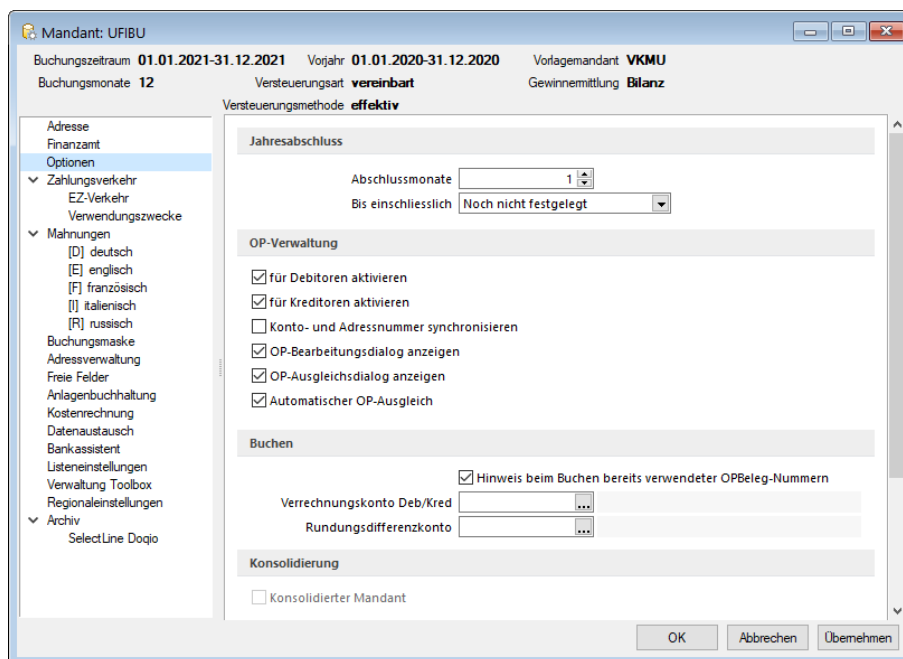 Mandant: UFIBU
Buchungszeitraum 01.01.2021-31.12.2021 Vorjahr 01.01.2020-31.12.2020 Vorlagemandant VKMU
Buchungsmonate 12 Versteuerungsart vereinbart Gewinnermittlung Bilanz
Versteuerungsmethode effektiv
Adresse
Finanzamt
Optionen
Zahlungsverkehr
EZ-Verkehr
Verwendungszwecke
Mahnungen
[D] deutsch
[E] englisch
[F] französisch
[I] italienisch
[R] russisch
Buchungsmaske
Adressverwaltung
Freie Felder
Anlagenbuchhaltung
Kostenrechnung
Datenaustausch
Bankassistent
Listeneinstellungen
Verwaltung Toolbox
Regionaleinstellungen
Archiv
SelectLine Doqio
Jahresabschluss
Abschlussmonate 1
Bis einschliesslich Noch nicht festgelegt
OP-Verwaltung
für Debitoren aktivieren
für Kreditoren aktivieren
Konto- und Adressnummer synchronisieren
OP-Bearbeitungsdialog anzeigen
OP-Ausgleichsdialog anzeigen
Automatischer OP-Ausgleich
Buchen
Hinweis beim Buchen bereits verwendeter OPBeleg-Nummern
Verrechnungskonto Deb/Kred ...
Rundungsdifferenzkonto ...
Konsolidierung
Konsolidierter Mandant
OK Abbrechen Übernehmen